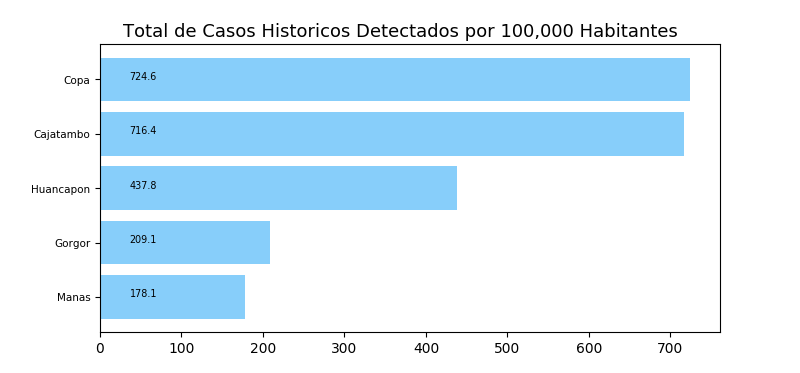 Total de Casos Historicos Detectados por 100,000 Habitantes
Copa 724.6
Cajatambo 716.4
Huancapon 437.8
Gorgor 209.1
Manas 178.1
0 100 200 300 400 500 600 700